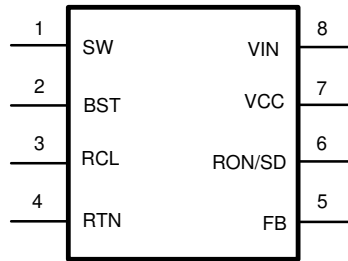 1 SW VIN 8
2 BST VCC 7
3 RCL RON/SD 6
4 RTN FB 5